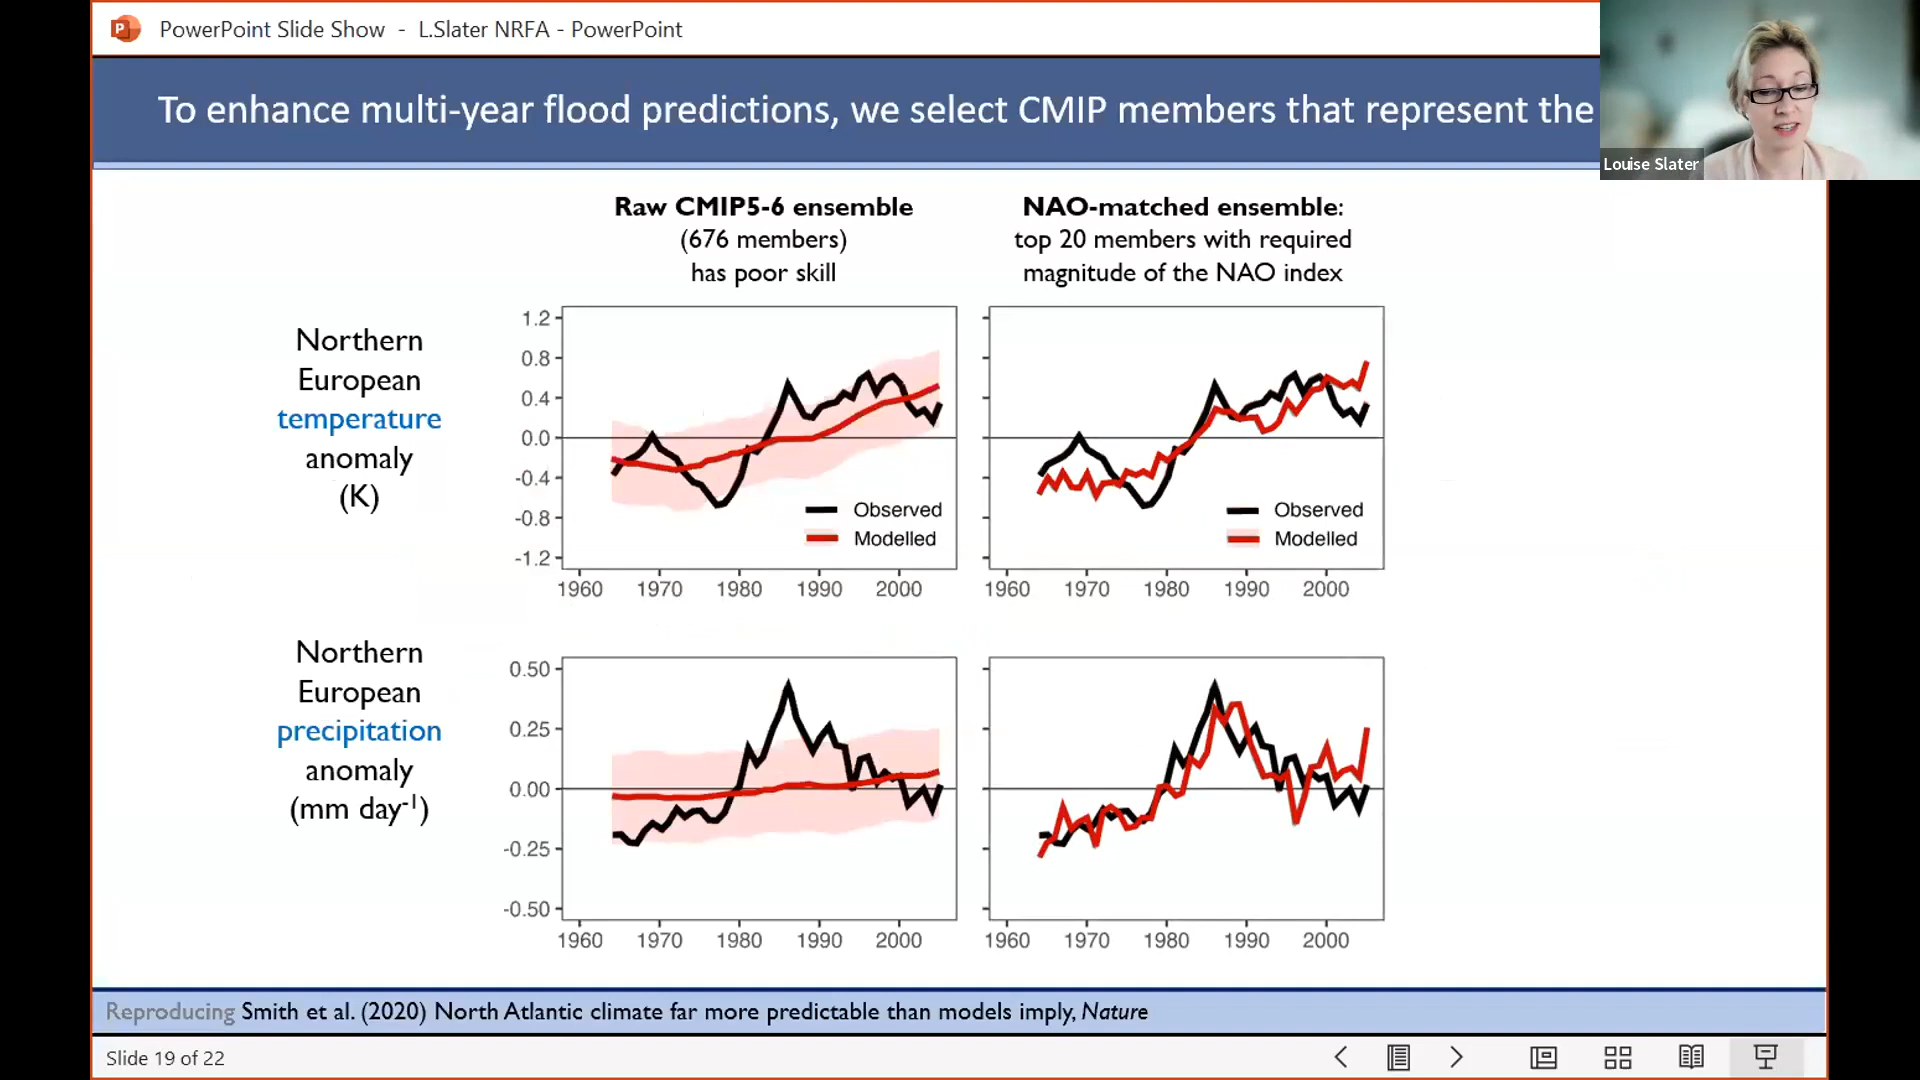 PowerPoint Slide Show - L.Slater NRFA - PowerPoint
To enhance multi-year flood predictions, we select CMIP members that represent the
Louise Slater
Raw CMIP5-6 ensemble
(676 members)
has poor skill
NAO-matched ensemble:
top 20 members with required
magnitude of the NAO index
Northern
European
temperature
anomaly
(K)
1.2
0.8
0.4
0.0
-0.4
-0.8
-1.2
Observed
Modelled
1960 1970 1980 1990 2000
Observed
Modelled
1960 1970 1980 1990 2000
Northern
European
precipitation
anomaly
(mm day-1)
0.50
0.25
0.00
-0.25
-0.50
1960 1970 1980 1990 2000
1960 1970 1980 1990 2000
Reproducing Smith et al. (2020) North Atlantic climate far more predictable than models imply, Nature
Slide 19 of 22